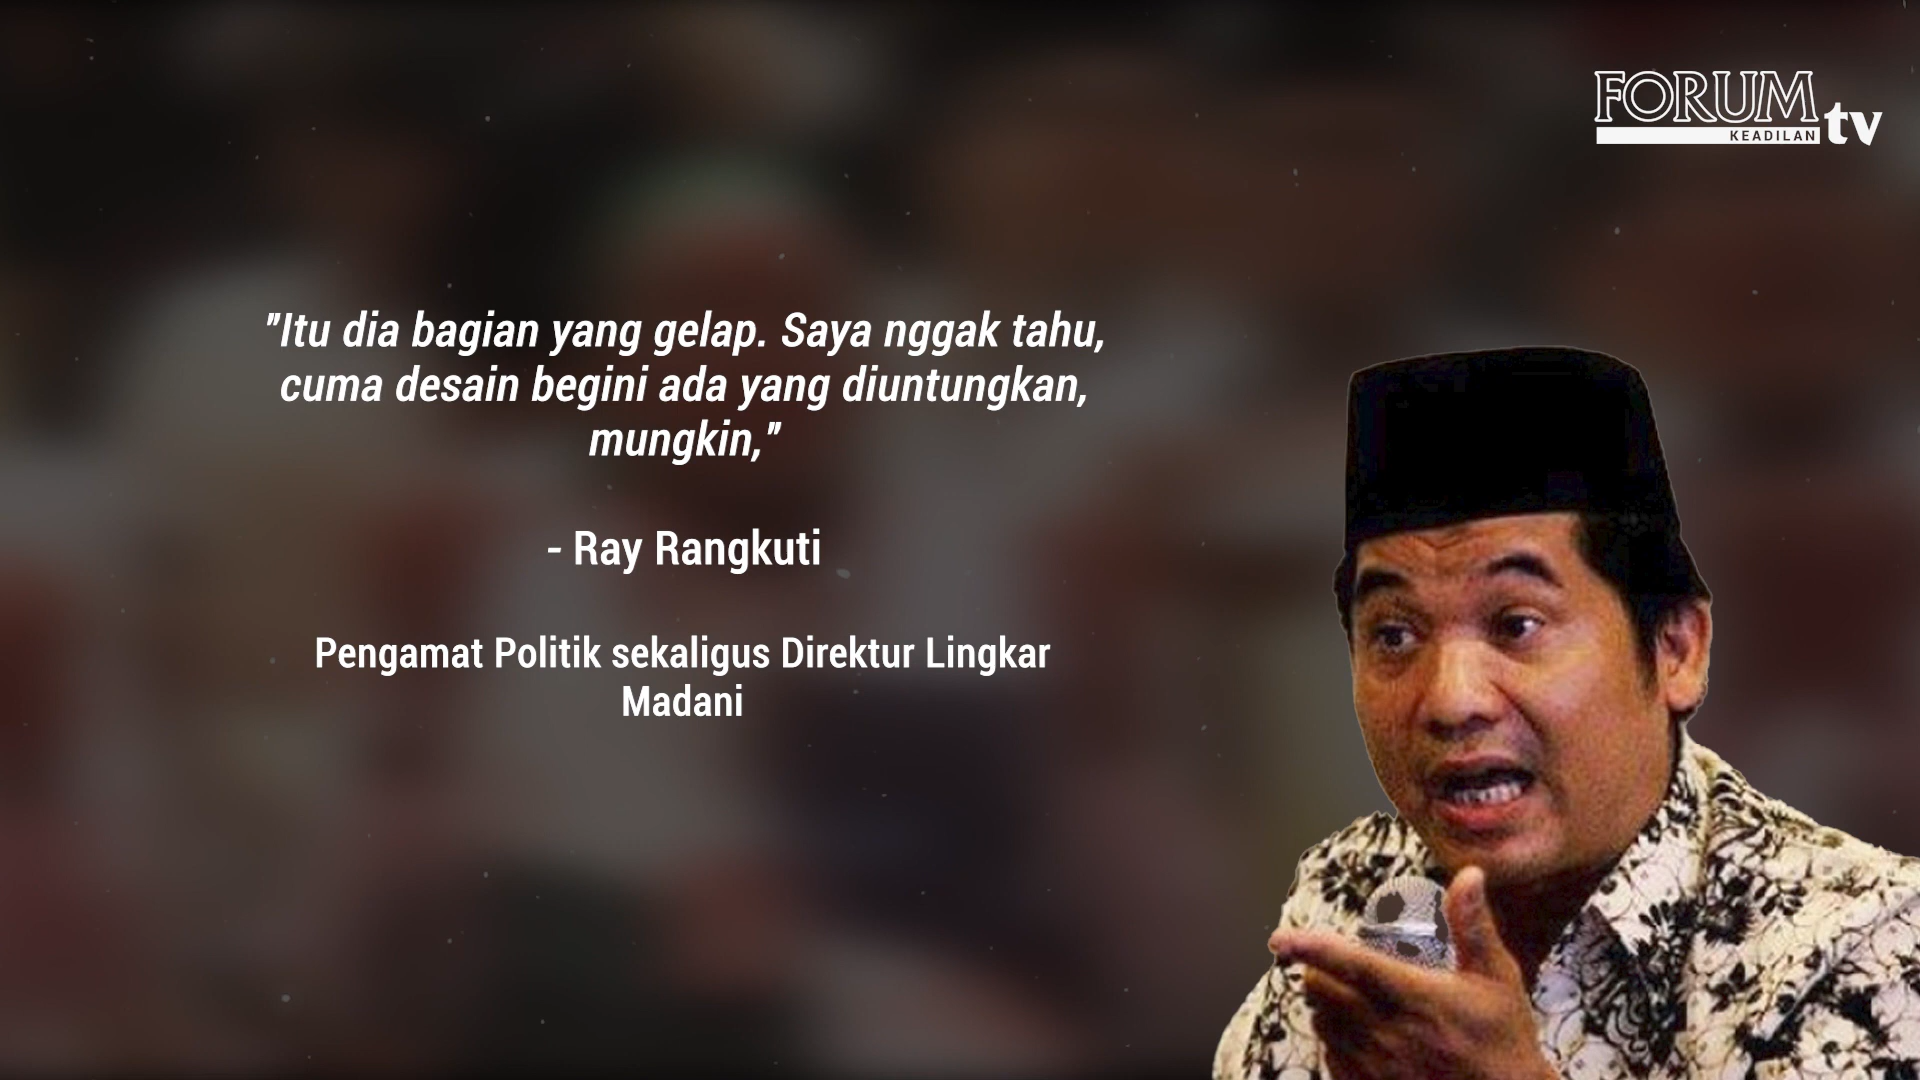 FORUM
KEADILAN
tv
"Itu dia bagian yang gelap. Saya nggak tahu,
cuma desain begini ada yang diuntungkan,
mungkin,"
- Ray Rangkuti
Pengamat Politik sekaligus Direktur Lingkar
Madani